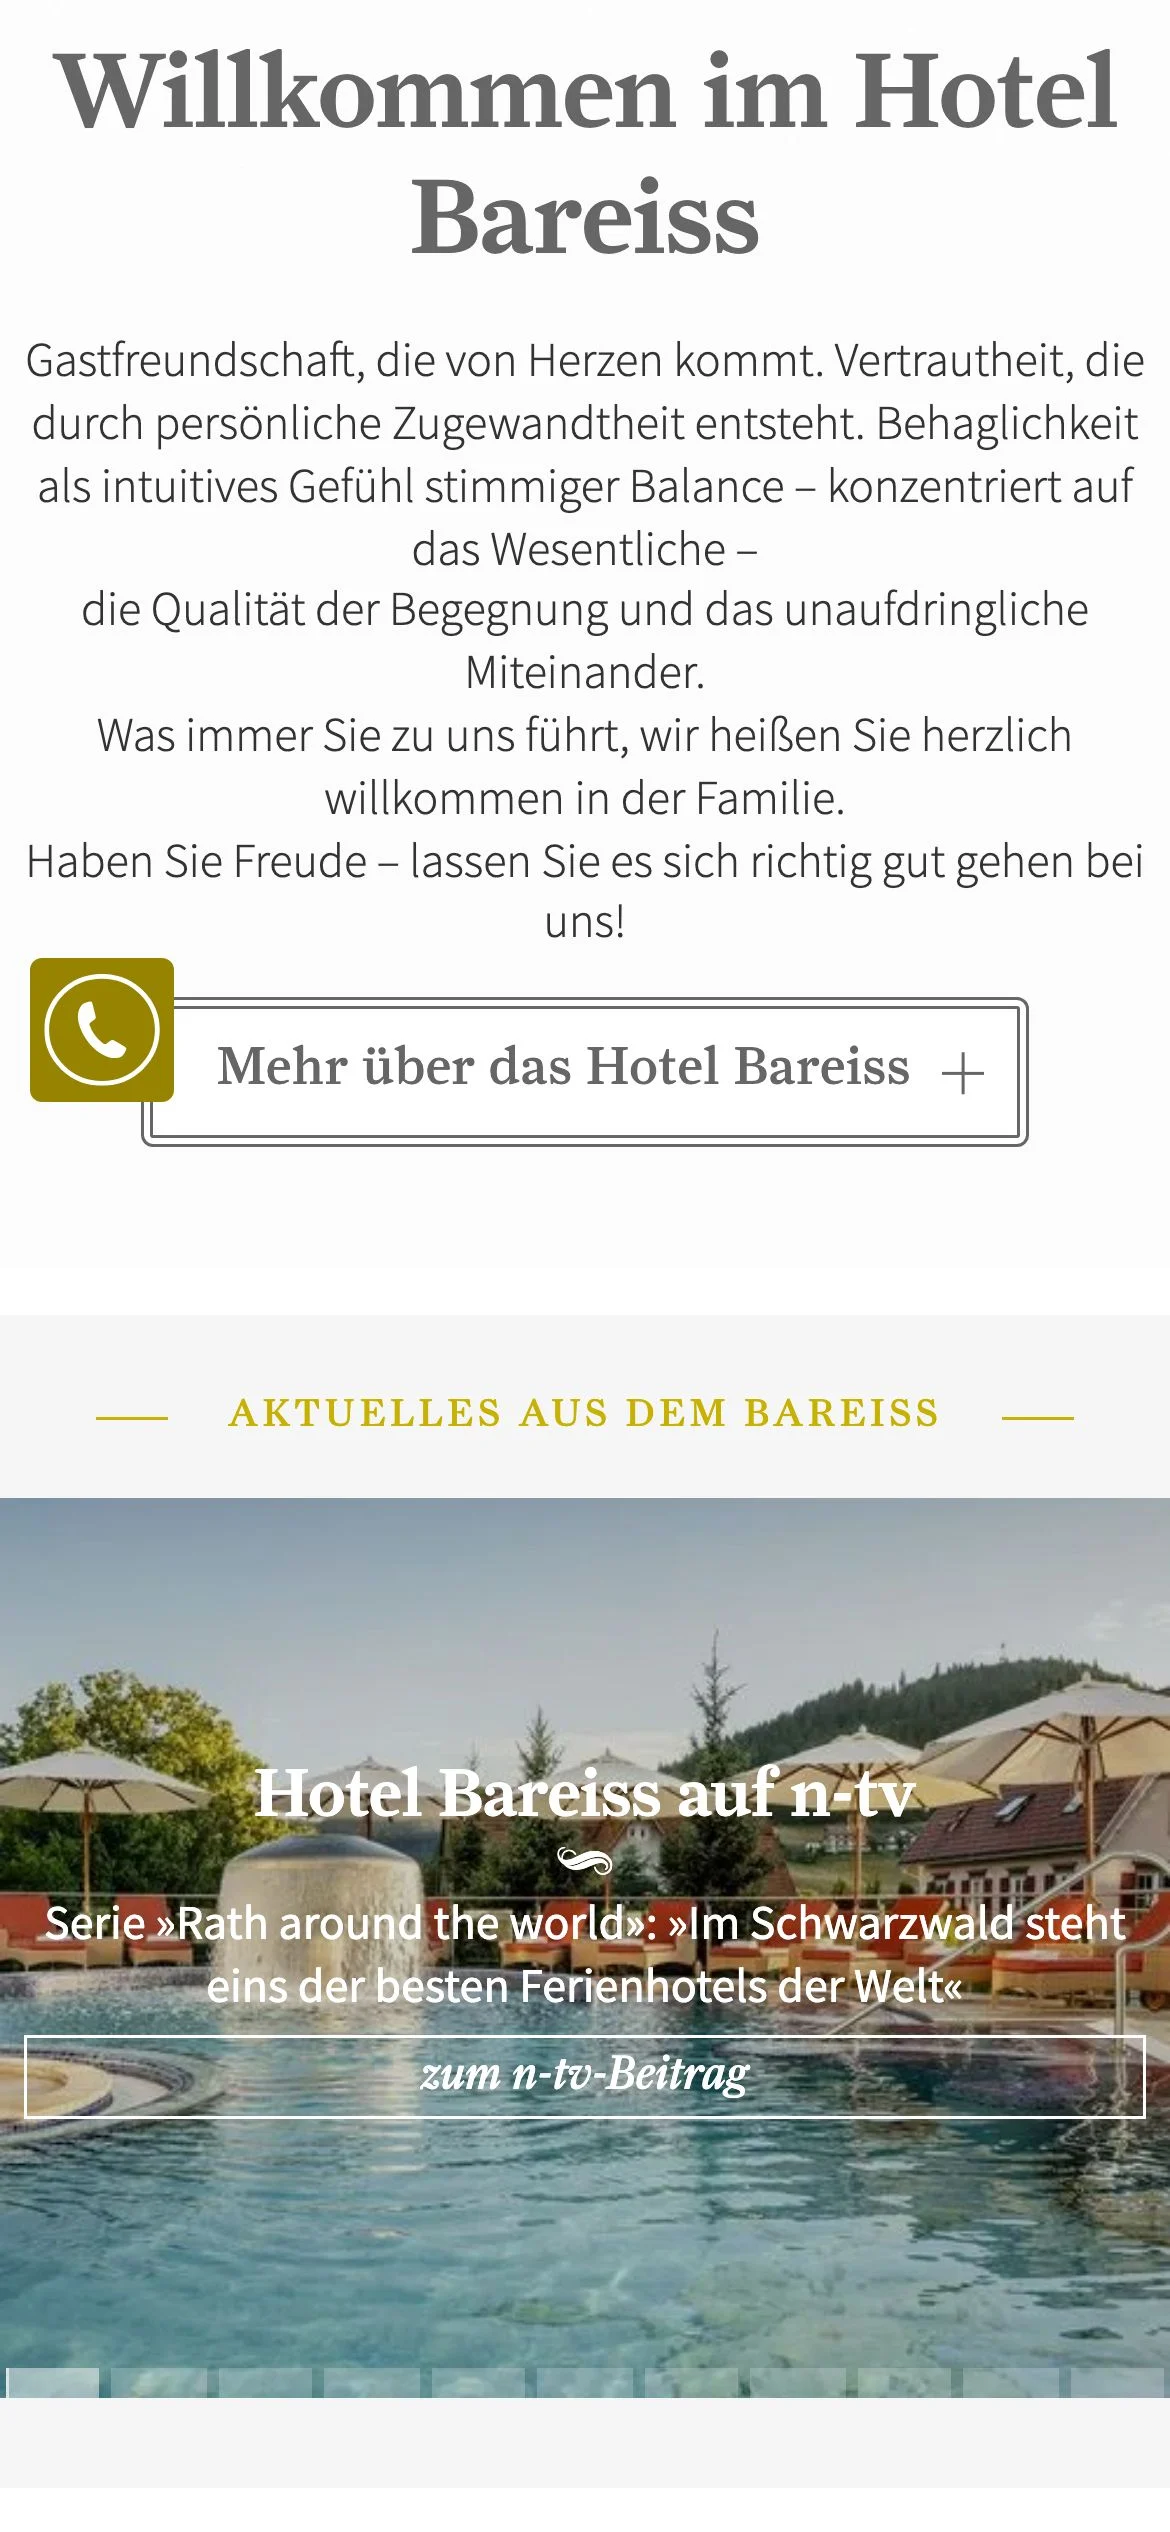 Willkommen im Hotel
Bareiss
Gastfreundschaft, die von Herzen kommt. Vertrautheit, die
durch persönliche Zugewandtheit entsteht. Behaglichkeit
als intuitives Gefühl stimmiger Balance – konzentriert auf
das Wesentliche –
die Qualität der Begegnung und das unaufdringliche
Miteinander.
Was immer Sie zu uns führt, wir heißen Sie herzlich
willkommen in der Familie.
Haben Sie Freude – lassen Sie es sich richtig gut gehen bei
uns!
Mehr über das Hotel Bareiss
AKTUELLES AUS DEM BAREISS
Hotel Bareiss auf n-tv
Serie »Rath around the world»: »Im Schwarzwald steht
eins der besten Ferienhotels der Welt«
zum n-tv-Beitrag